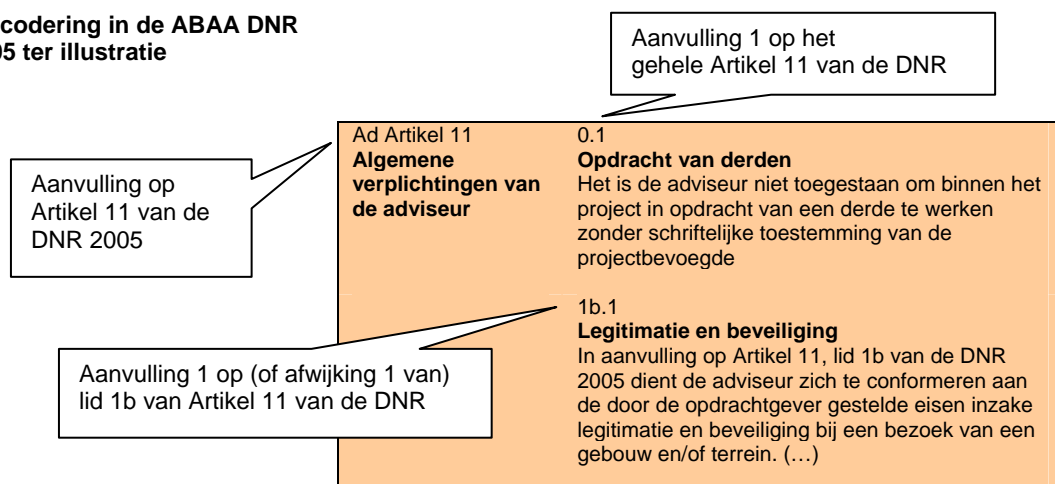 codering in de ABAA DNR
05 ter illustratie
Aanvulling 1 op het
gehele Artikel 11 van de DNR
Aanvulling op
Artikel 11 van de
DNR 2005
Ad Artikel 11
Algemene
verplichtingen van
de adviseur
0.1
Opdracht van derden
Het is de adviseur niet toegestaan om binnen het
project in opdracht van een derde te werken
zonder schriftelijke toestemming van de
projectbevoegde
Aanvulling 1 op (of afwijking 1 van)
lid 1b van Artikel 11 van de DNR
1b.1
Legitimatie en beveiliging
In aanvulling op Artikel 11, lid 1b van de DNR
2005 dient de adviseur zich te conformeren aan
de door de opdrachtgever gestelde eisen inzake
legitimatie en beveiliging bij een bezoek van een
gebouw en/of terrein. (…)